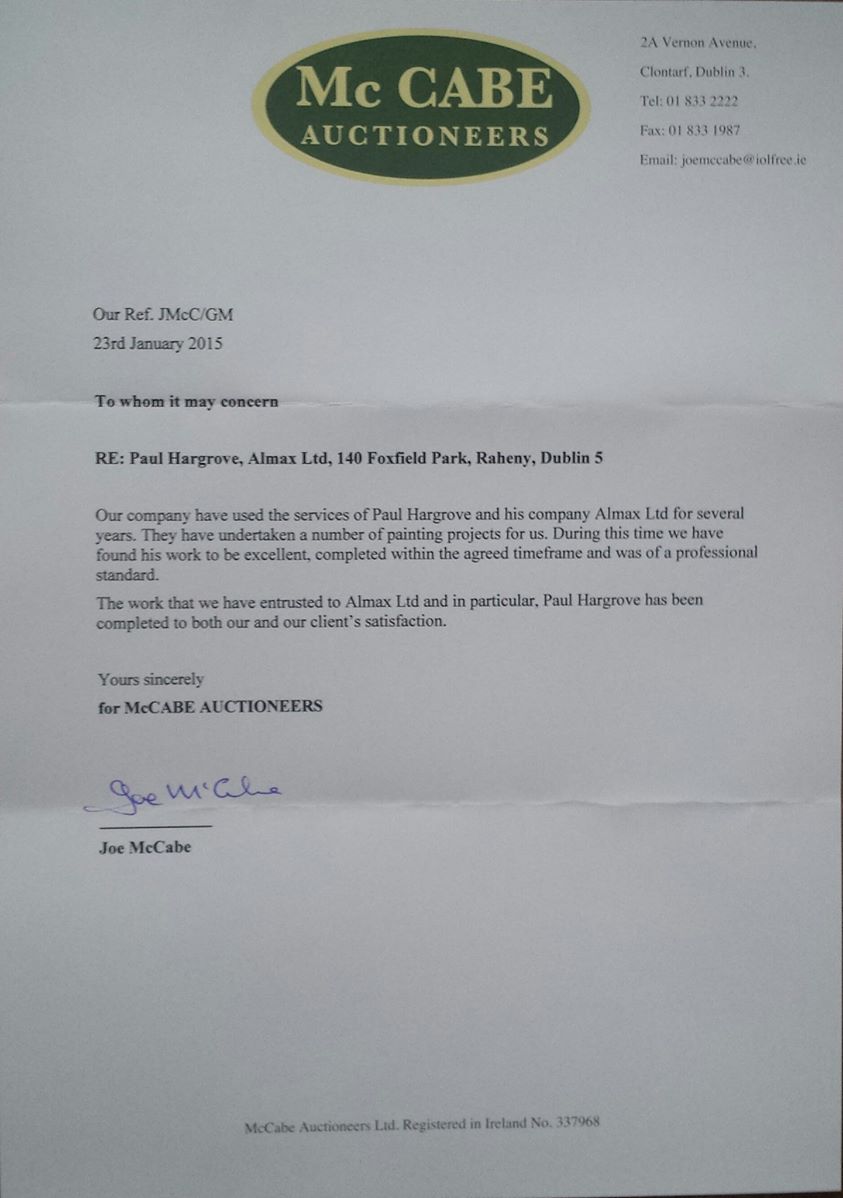 Mc CABE
AUCTIONEERS
2A Vernon Avenue,
Clontarf, Dublin 3.
Tel: 01 833 2222
Fax: 01 833 1987
Email: joemccabe@iolfree.ie
Our Ref. JMcC/GM
23rd January 2015
To whom it may concern
RE: Paul Hargrove, Almax Ltd, 140 Foxfield Park, Raheny, Dublin 5
Our company have used the services of Paul Hargrove and his company Almax Ltd for several
years. They have undertaken a number of painting projects for us. During this time we have
found his work to be excellent, completed within the agreed timeframe and was of a professional
standard.
The work that we have entrusted to Almax Ltd and in particular, Paul Hargrove has been
completed to both our and our client's satisfaction.
Yours sincerely
for McCABE AUCTIONEERS
Joe McCabe
Joe McCabe
McCabe Auctioneers Ltd. Registered in Ireland No. 337968